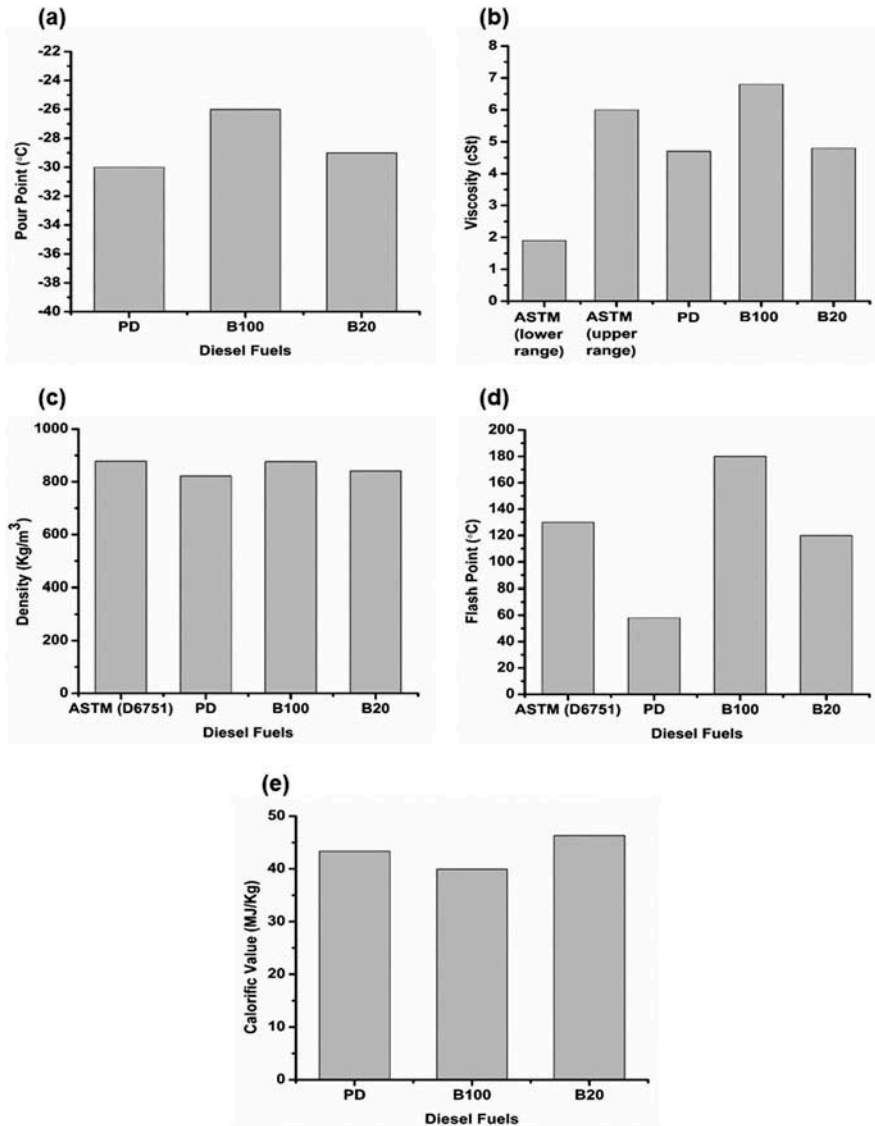 (a)
-22
-24
-26
-28
-30
-32
-34
-36
-38
-40
Pour Point (°C)
PD B100 B20
Diesel Fuels
(b)
8
7
6
5
4
3
2
1
0
Viscosity (cSt)
ASTM (lower range) ASTM (upper range) PD B100 B20
(c)
1000
800
600
400
200
0
Density (Kg/m³)
ASTM (D6751) PD B100 B20
Diesel Fuels
(d)
200
180
160
140
120
100
80
60
40
20
0
Flash Point (°C)
ASTM (D6751) PD B100 B20
Diesel Fuels
(e)
50
40
30
20
10
0
Calorific Value (MJ/Kg)
PD B100 B20
Diesel Fuels